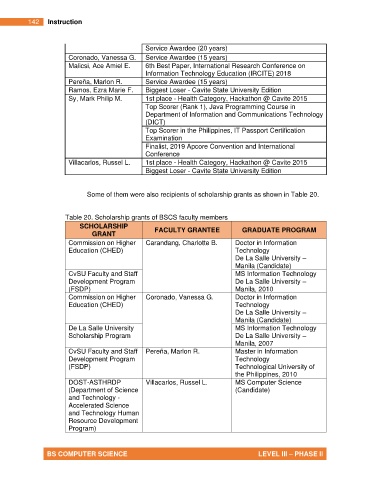 142 Instruction
Service Awardee (20 years)
Coronado, Vanessa G. Service Awardee (15 years)
Malicsi, Ace Amiel E. 6th Best Paper, International Research Conference on
Information Technology Education (IRCITE) 2018
Pereña, Marlon R. Service Awardee (15 years)
Ramos, Ezra Marie F. Biggest Loser - Cavite State University Edition
Sy, Mark Philip M. 1st place - Health Category, Hackathon @ Cavite 2015
Top Scorer (Rank 1), Java Programming Course in
Department of Information and Communications Technology
(DICT)
Top Scorer in the Philippines, IT Passport Certification
Examination
Finalist, 2019 Apcore Convention and International
Conference
Villacarlos, Russel L. 1st place - Health Category, Hackathon @ Cavite 2015
Biggest Loser - Cavite State University Edition
Some of them were also recipients of scholarship grants as shown in Table 20.
Table 20. Scholarship grants of BSCS faculty members
SCHOLARSHIP
GRANT
FACULTY GRANTEE
GRADUATE PROGRAM
Commission on Higher Carandang, Charlotte B. Doctor in Information
Education (CHED) Technology
De La Salle University –
Manila (Candidate)
CvSU Faculty and Staff MS Information Technology
Development Program De La Salle University –
(FSDP) Manila, 2010
Commission on Higher Coronado, Vanessa G. Doctor in Information
Education (CHED) Technology
De La Salle University –
Manila (Candidate)
De La Salle University MS Information Technology
Scholarship Program De La Salle University –
Manila, 2007
CvSU Faculty and Staff Pereña, Marlon R. Master in Information
Development Program Technology
(FSDP) Technological University of
the Philippines, 2010
DOST-ASTHRDP Villacarlos, Russel L. MS Computer Science
(Department of Science (Candidate)
and Technology -
Accelerated Science
and Technology Human
Resource Development
Program)
BS COMPUTER SCIENCE LEVEL III – PHASE II